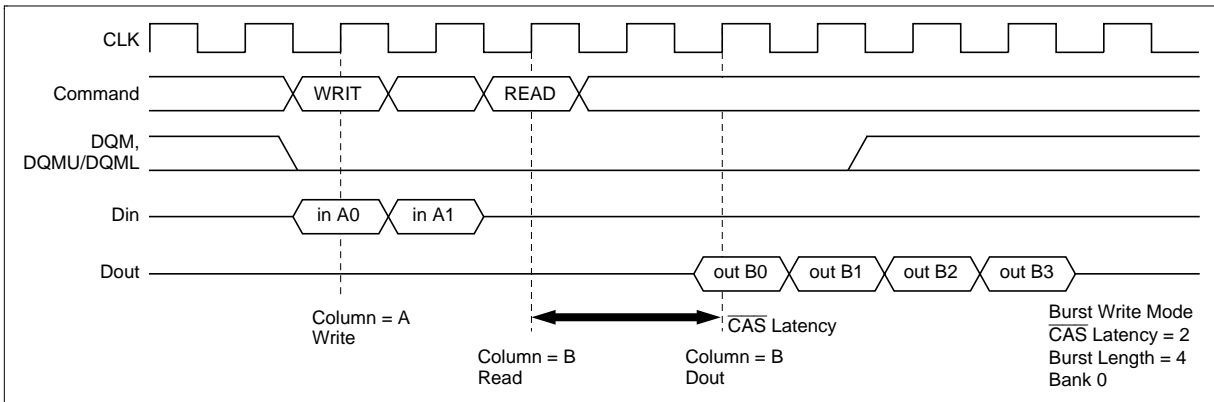 CLK
Command
WRIT
READ
DQM,
DQMU/DQML
Din
in A0
in A1
Dout
out B0
out B1
out B2
out B3
Column = A
Write
Column = B
Read
CAS Latency
Column = B
Dout
Burst Write Mode
CAS Latency = 2
Burst Length = 4
Bank 0